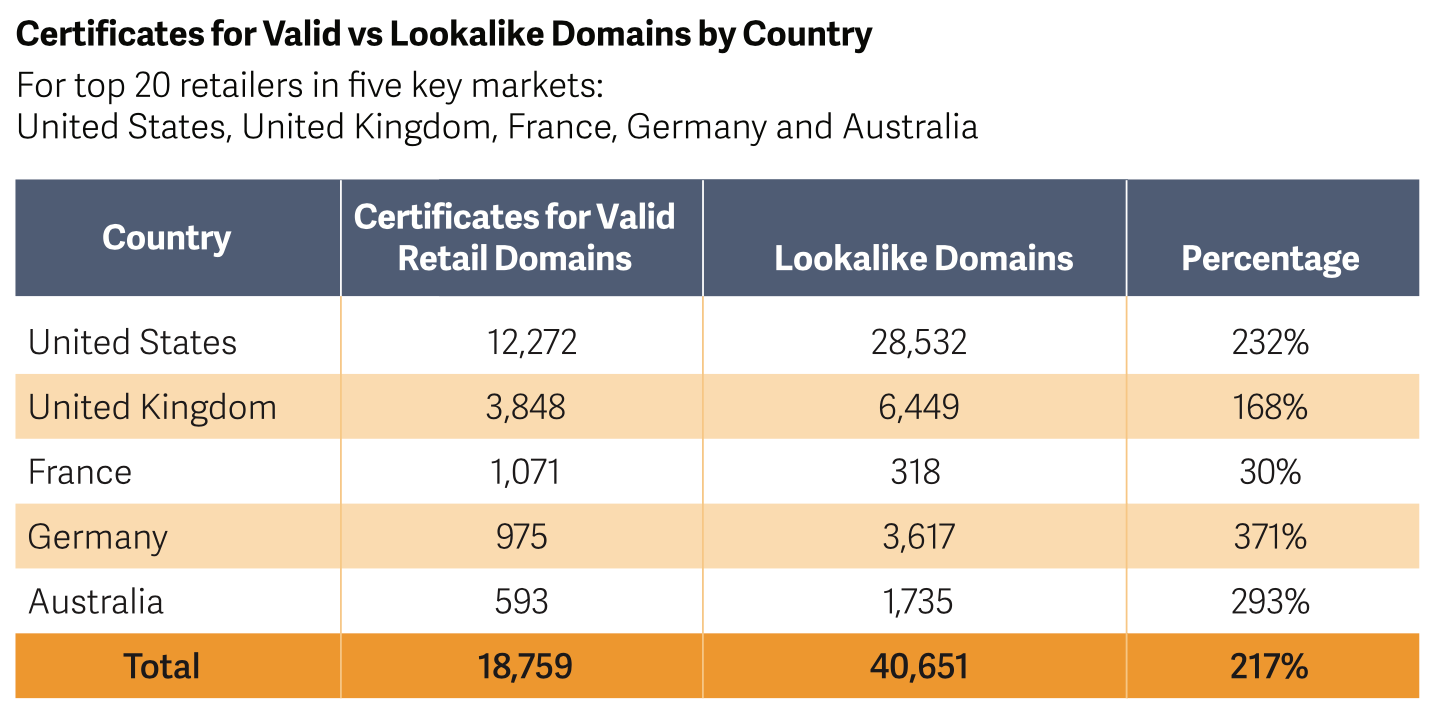 Certificates for Valid vs Lookalike Domains by Country
For top 20 retailers in five key markets:
United States, United Kingdom, France, Germany and Australia
Country Certificates for Valid Retail Domains Lookalike Domains Percentage
United States 12,272 28,532 232%
United Kingdom 3,848 6,449 168%
France 1,071 318 30%
Germany 975 3,617 371%
Australia 593 1,735 293%
Total 18,759 40,651 217%